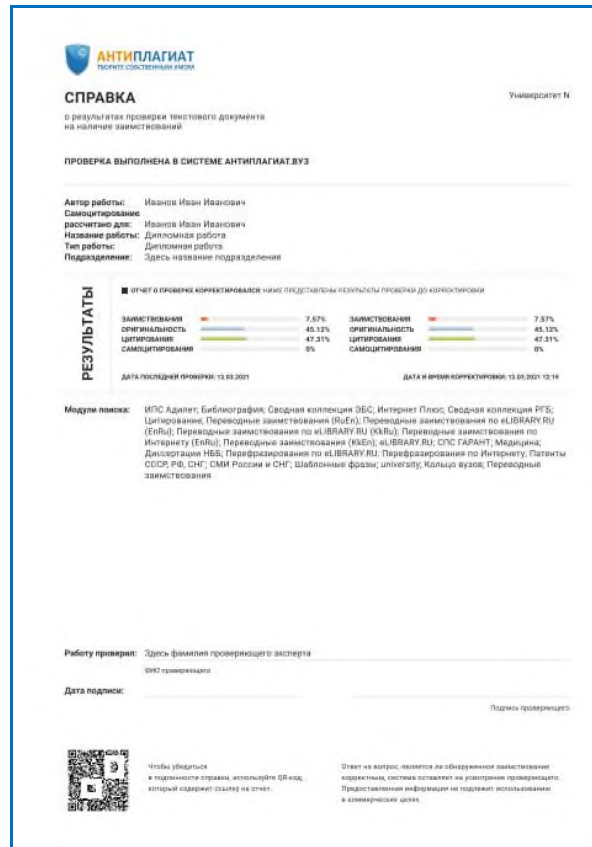 АНТИПЛАГИАТ
ТВОРИТЕ СОБСТВЕННЫМ УМОМ
СПРАВКА
Университет N
о результатах проверки текстового документа
на наличие заимствований
ПРОВЕРКА ВЫПОЛНЕНА В СИСТЕМЕ АНТИПЛАГИАТ.ВУЗ
Автор работы: Иванов Иван Иванович
Самоцитирование
рассчитано для: Иванов Иван Иванович
Название работы: Дипломная работа
Тип работы: Дипломная работа
Подразделение: Здесь название подразделения
РЕЗУЛЬТАТЫ
ОТЧЕТ О ПРОВЕРКЕ КОРРЕКТИРОВАЛСЯ: НИЖЕ ПРЕДСТАВЛЕНЫ РЕЗУЛЬТАТЫ ПРОВЕРКИ ДО КОРРЕКТИРОВКИ
ЗАИМСТВОВАНИЯ 7.57% ЗАИМСТВОВАНИЯ 7.57%
ОРИГИНАЛЬНОСТЬ 45.12% ОРИГИНАЛЬНОСТЬ 45.12%
ЦИТИРОВАНИЯ 47.31% ЦИТИРОВАНИЯ 47.31%
САМОЦИТИРОВАНИЯ 0% САМОЦИТИРОВАНИЯ 0%
ДАТА ПОСЛЕДНЕЙ ПРОВЕРКИ: 12.03.2021 ДАТА И ВРЕМЯ КОРРЕКТИРОВКИ: 12.03.2021 12:14
Модули поиска: ИПС Адилет; Библиография; Сводная коллекция ЭБС; Интернет Плюс; Сводная коллекция РГБ;
Цитирование; Переводные заимствования (RuEn); Переводные заимствования по eLIBRARY.RU
(EnRu); Переводные заимствования по eLIBRARY.RU (KkRu); Переводные заимствования по
Интернету (EnRu); Переводные заимствования (KkEn); eLIBRARY.RU; СПС ГАРАНТ; Медицина;
Диссертации НББ; Перефразирования по eLIBRARY.RU; Перефразирования по Интернету; Патенты
СССР, РФ, СНГ; СМИ России и СНГ; Шаблонные фразы; university; Кольцо вузов; Переводные
заимствования
Работу проверил: Здесь фамилия проверяющего эксперта
ФИО проверяющего
Дата подписи:
Подпись проверяющего
Чтобы убедиться
в подлинности справки, используйте QR-код,
который содержит ссылку на отчет.
Ответ на вопрос, является ли обнаруженное заимствование
корректным, система оставляет на усмотрение проверяющего.
Предоставленная информация не подлежит использованию
в коммерческих целях.